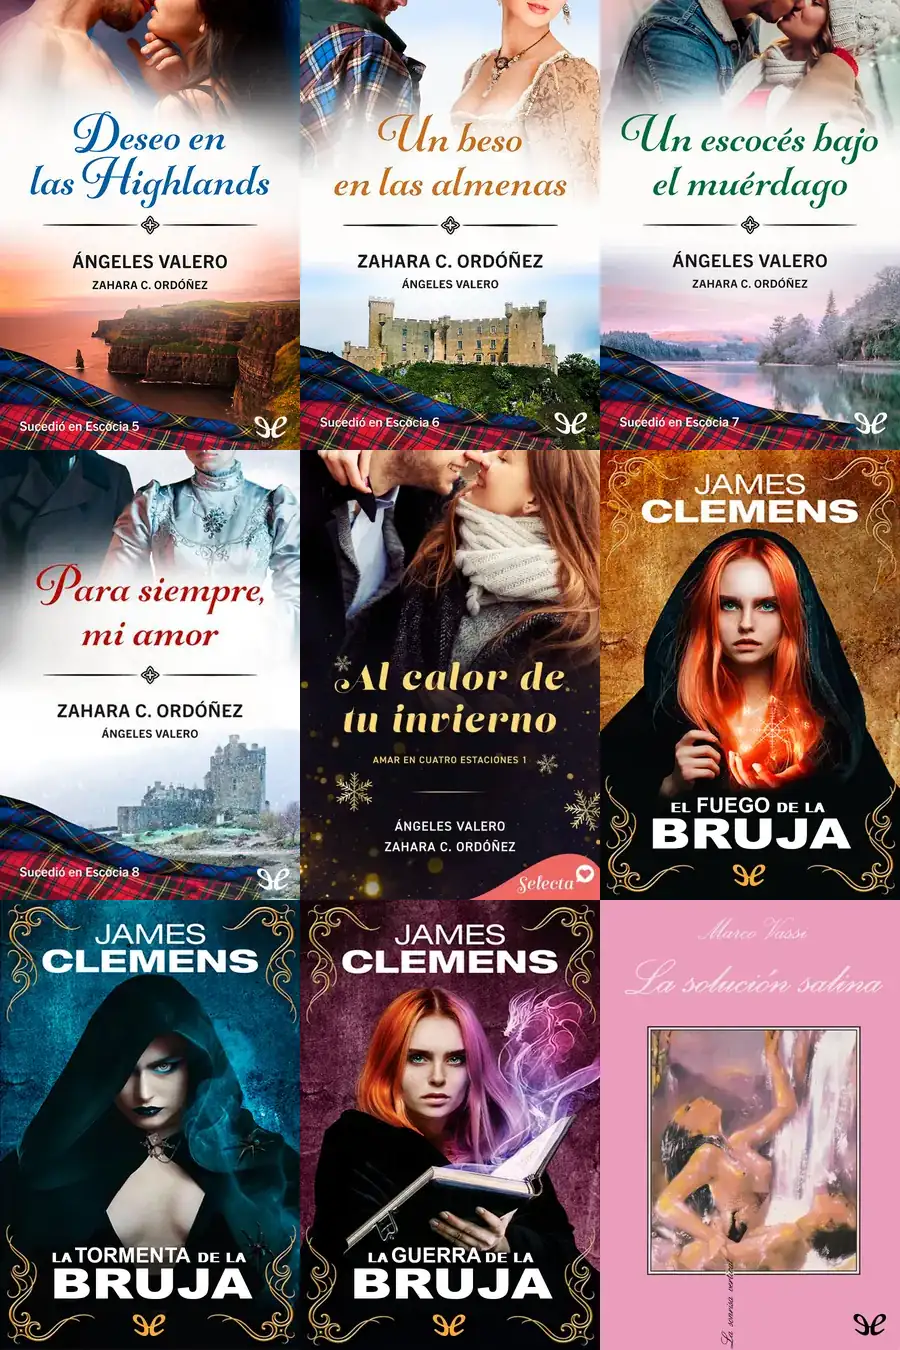 Deseo en
las Highlands
ÁNGELES VALERO
ZAHARA C. ORDÓÑEZ
Sucedió en Escocia 5
Un beso
en las almenas
ZAHARA C. ORDÓÑEZ
ÁNGELES VALERO
Sucedió en Escocia 6
Un escocés bajo
el muérdago
ÁNGELES VALERO
ZAHARA C. ORDÓÑEZ
Sucedió en Escocia 7
Para siempre,
mi amor
ZAHARA C. ORDÓÑEZ
ÁNGELES VALERO
Sucedió en Escocia 8
Al calor de
tu invierno
AMAR EN CUATRO ESTACIONES 1
ÁNGELES VALERO
ZAHARA C. ORDÓÑEZ
Selecta
JAMES
CLEMENS
EL FUEGO DE LA
BRUJA
JAMES
CLEMENS
LA TORMENTA DE LA
BRUJA
JAMES
CLEMENS
LA GUERRA DE LA
BRUJA
Marco Vassi
La solución salina
La sonrisa vertical